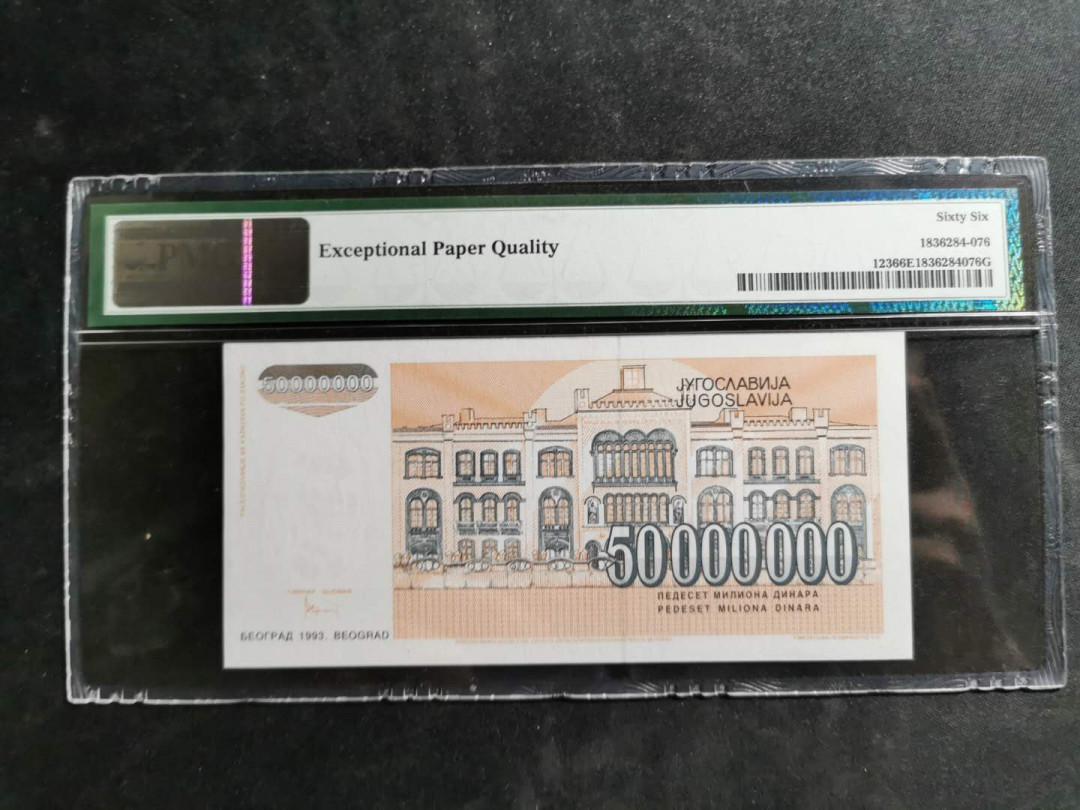 PM
Exceptional Paper Quality
Sixty Six
1836284-076
12366E1836284076G
50000000
ЈУГОСЛАВИЈА
JUGOSLAVIJA
50000000
ПЕДЕСЕТ МИЛИОНА ДИНАРА
PEDESET MILIONA DINARA
БЕОГРАД 1993. BEOGRAD